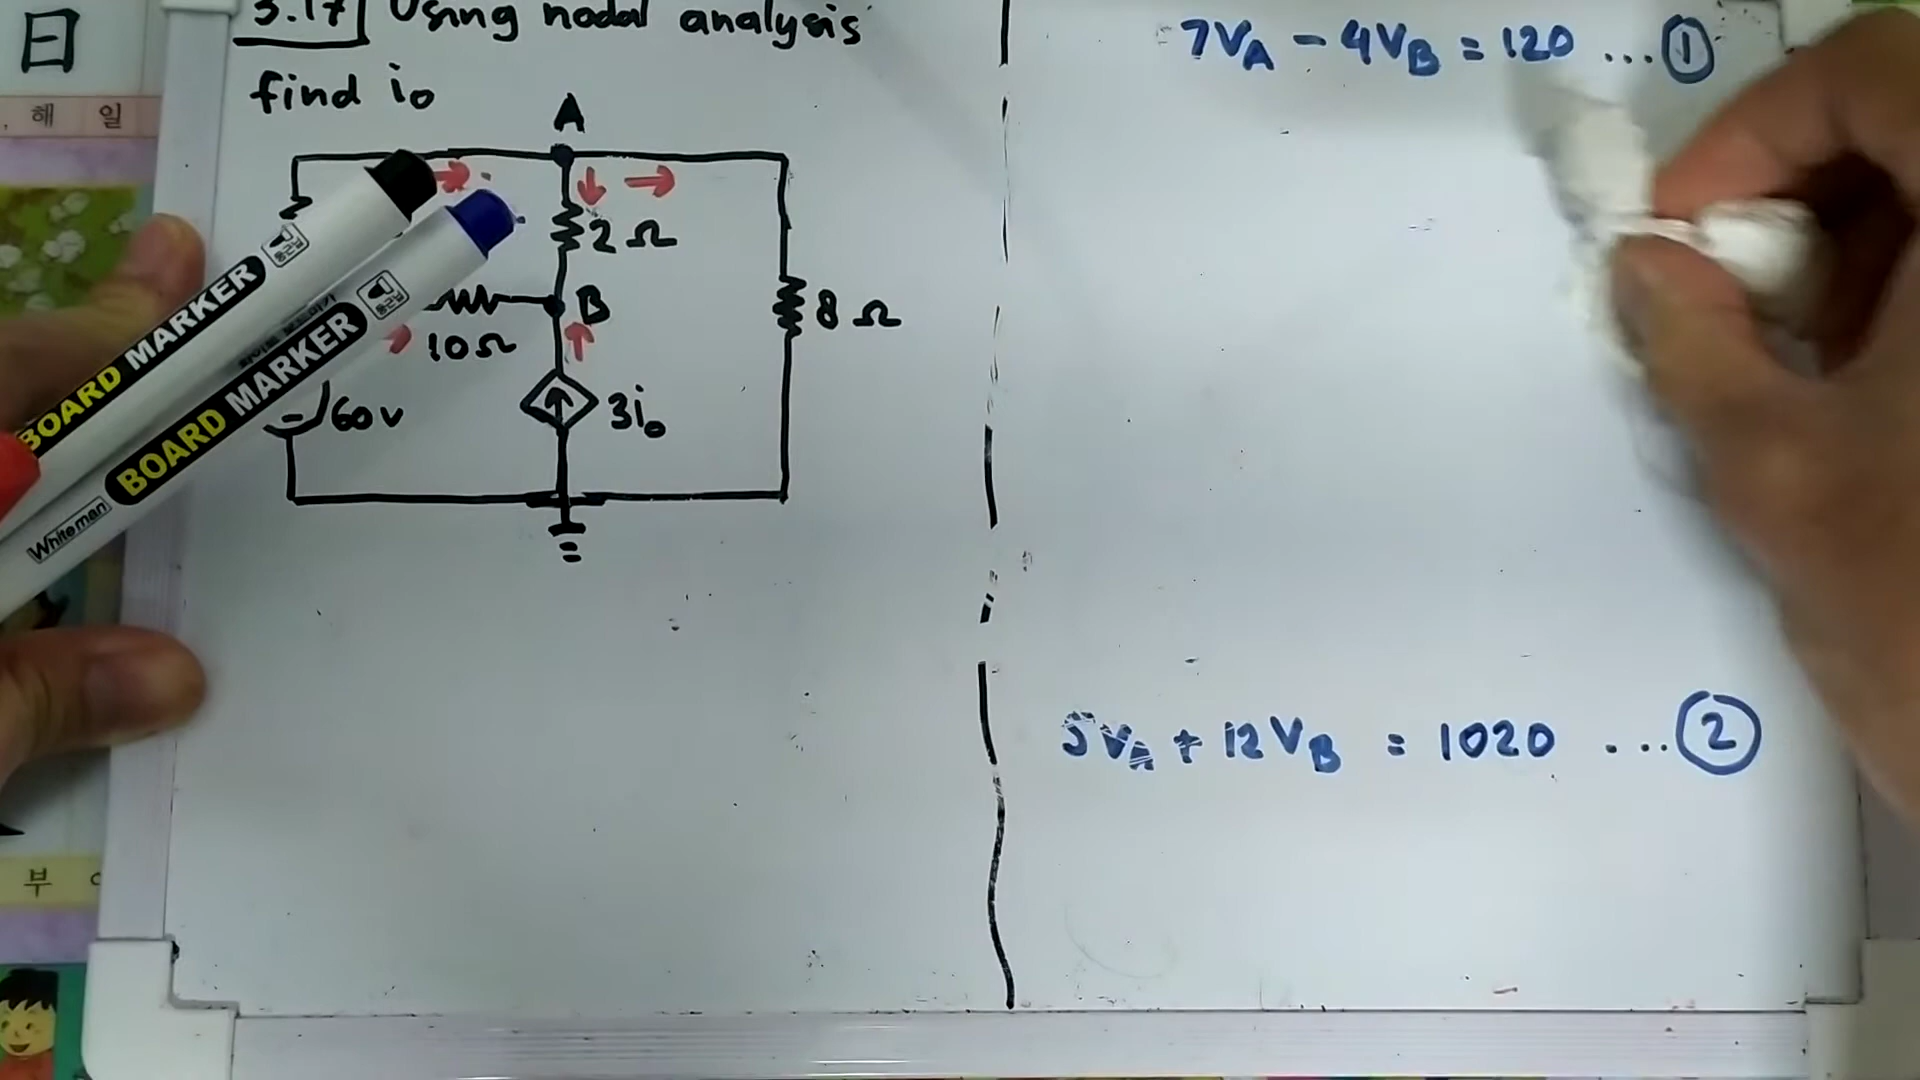 3.17 Using nodal analysis
find io
A
2 Ω
B
10Ω
8 Ω
60v
3io
7VA - 4VB = 120 ...①
5VA + 12VB = 1020 ...②
BOARD MARKER
BOARD MARKER
Whiteman
日
해 일
부